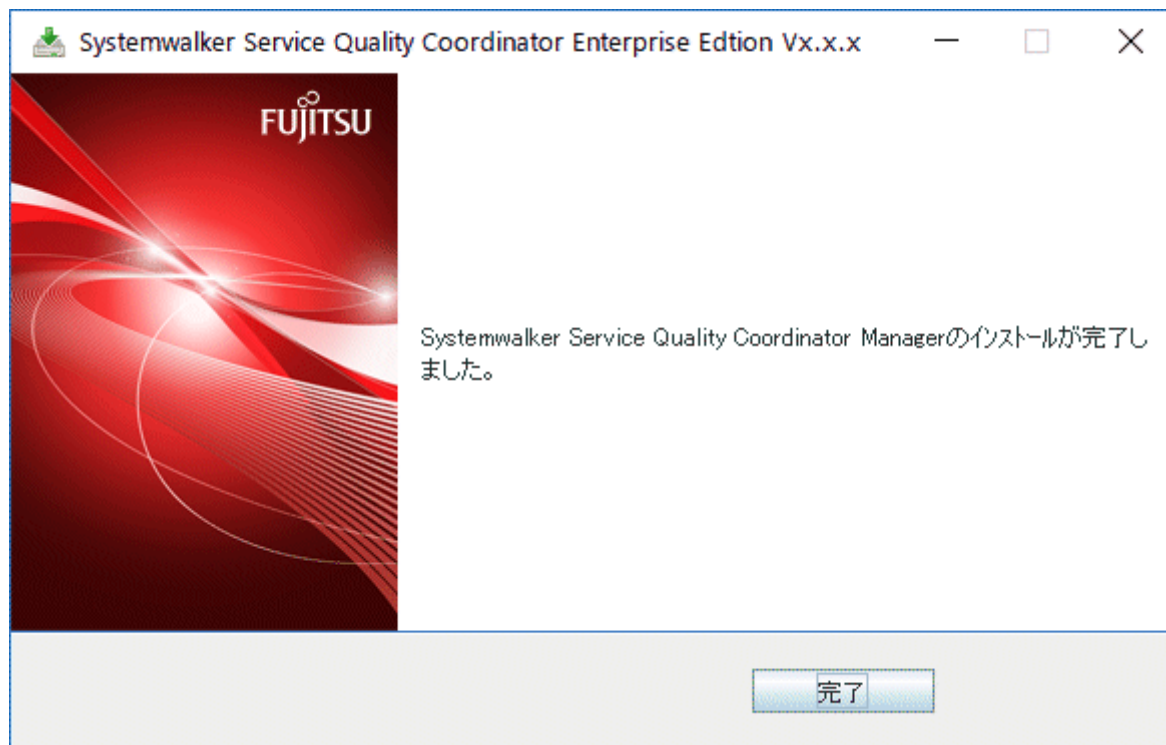 Systemwalker Service Quality Coordinator Enterprise Edtion Vx.x.x
FUJITSU
Systemwalker Service Quality Coordinator Managerのインストールが完了し
ました。
完了